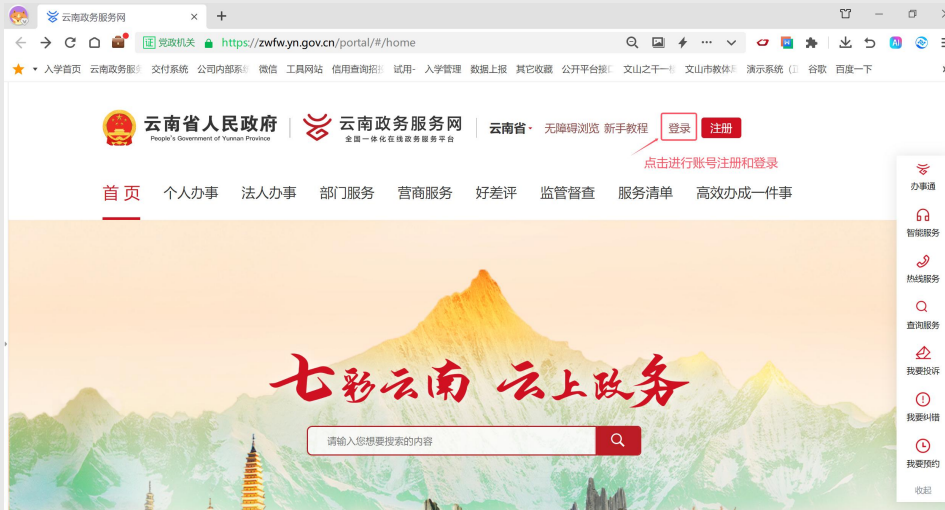 云南政务服务网
党政机关 https://zwfw.yn.gov.cn/portal/#/home
入学首页 云南政务服 交付系统 公司内部系 微信 工具网站 信用查询招 试用- 入学管理 数据上报 其它收藏 公开平台接口 文山之干一 文山市教体 演示系统 谷歌 百度一下
云南省人民政府 云南政务服务网 云南省 无障碍浏览 新手教程 登录 注册
People's Government of Yunnan Province 全国一体化在线政务服务平台
点击进行账号注册和登录
首页 个人办事 法人办事 部门服务 营商服务 好差评 监管督查 服务清单 高效办成一件事
七彩云南 云上政务
请输入您想要搜索的内容
办事通
智能服务
热线服务
查询服务
我要投诉
我要纠错
我要预约
收起